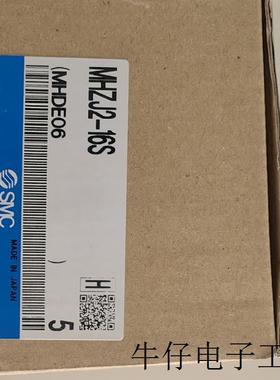 MHZJ2-16S
(MHDE06 )
SMC
MADE IN JAPAN
H
5
牛仔电子工